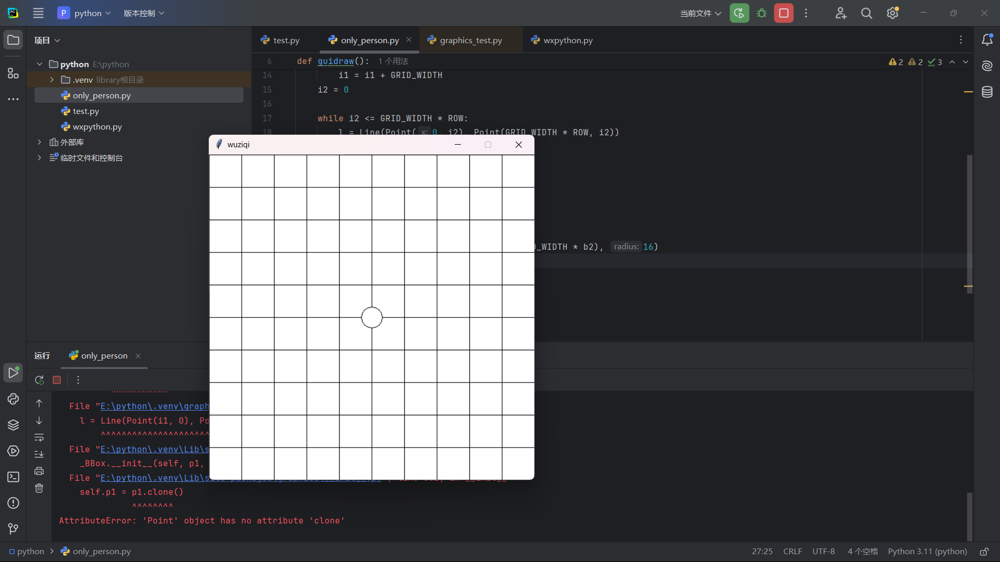 P python 版本控制 当前文件
项目
test.py only_person.py graphics_test.py wxpython.py
python E:\python
.venv library根目录
only_person.py
test.py
wxpython.py
外部库
临时文件和控制台
6 def guidraw(): 1个用法
2 2 3
14 i1 = i1 + GRID_WIDTH
15 i2 = 0
16
17 while i2 <= GRID_WIDTH * ROW:
18 l = Line(Point( x: 0, i2), Point(GRID_WIDTH * ROW, i2))
_WIDTH * b2), radius: 16)
wuziqi
运行 only_person
^^^^^^^^^^^
File "E:\python\.venv\graph
l = Line(Point(i1, 0), Po
^^^^^^^^^^^^^^^^^^^^^
File "E:\python\.venv\Lib\s
_BBox.__init__(self, p1,
File "E:\python\.venv\Lib\s
self.p1 = p1.clone()
^^^^^^^^
AttributeError: 'Point' object has no attribute 'clone'
python only_person.py
27:25 CRLF UTF-8 4个空格 Python 3.11 (python)